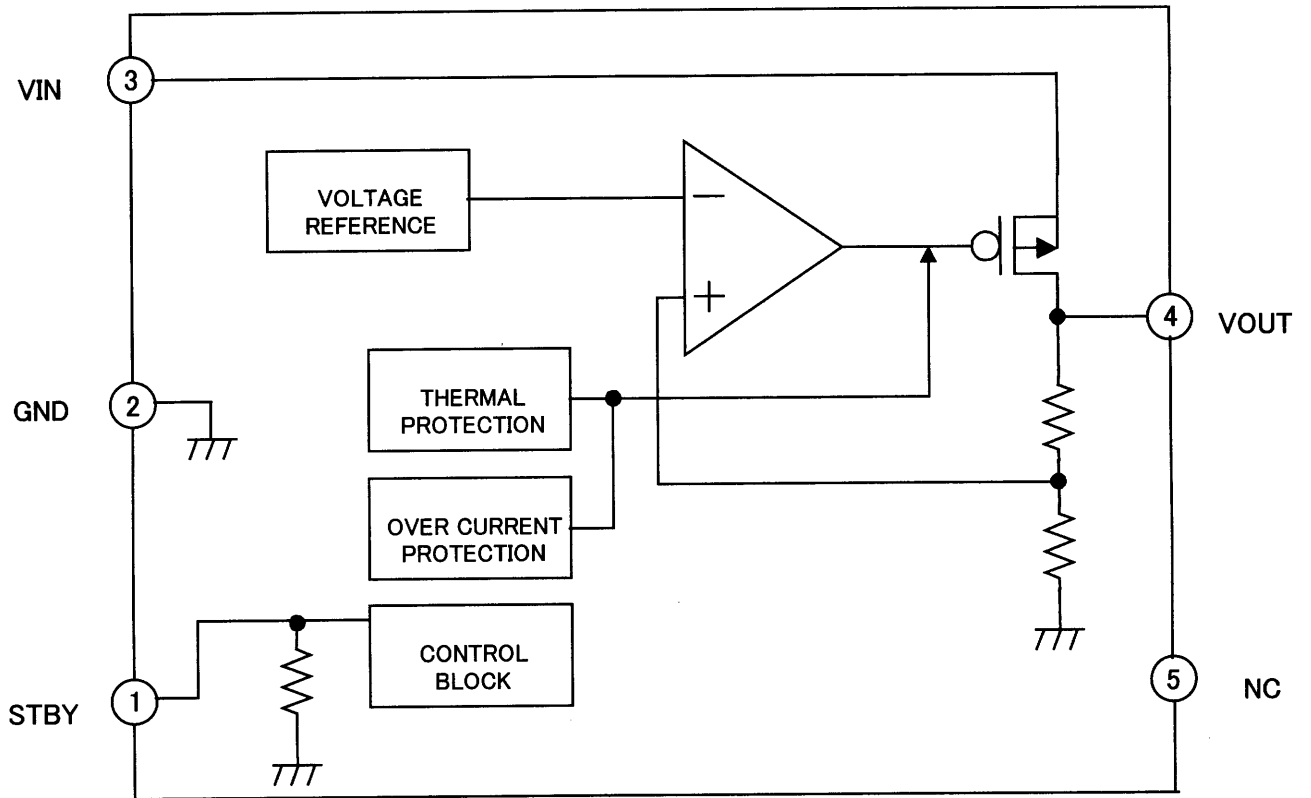 VIN
3
VOLTAGE
REFERENCE
−
+
4
VOUT
THERMAL
PROTECTION
GND
2
OVER CURRENT
PROTECTION
CONTROL
BLOCK
STBY
1
5
NC